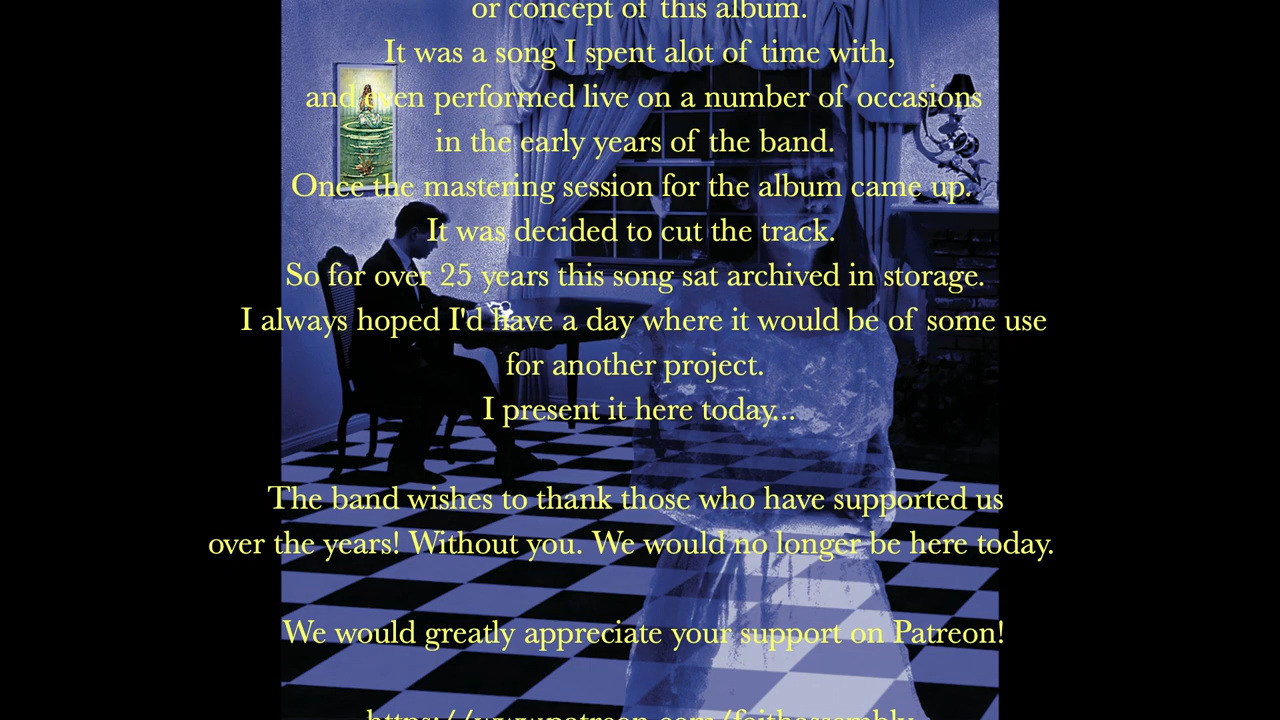 or concept of this album.
It was a song I spent alot of time with,
and even performed live on a number of occasions
in the early years of the band.
Once the mastering session for the album came up.
It was decided to cut the track.
So for over 25 years this song sat archived in storage.
I always hoped I'd have a day where it would be of some use
for another project.
I present it here today...
The band wishes to thank those who have supported us
over the years! Without you. We would no longer be here today.
We would greatly appreciate your support on Patreon!
https://www.patreon.com/faithassembly